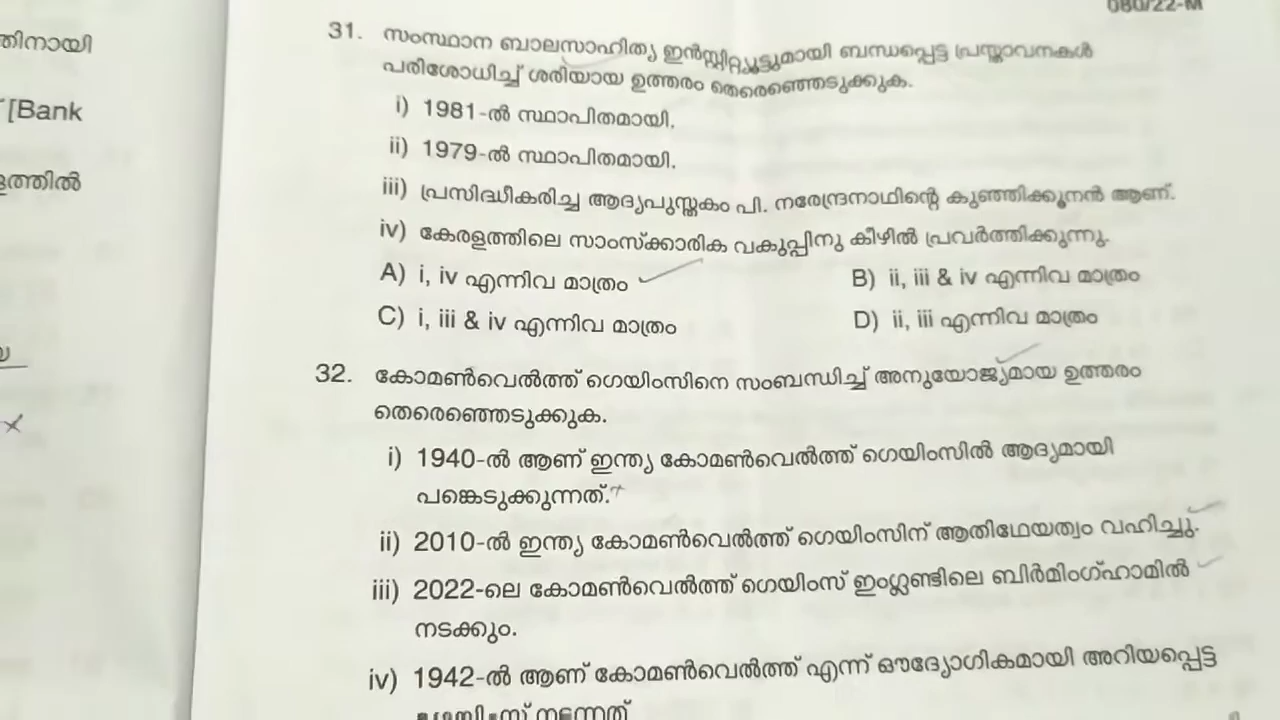 080/22-M
തിനായി
[Bank
ളത്തിൽ
31. സംസ്ഥാന ബാലസാഹിത്യ ഇൻസ്റ്റിറ്റ്യൂട്ടുമായി ബന്ധപ്പെട്ട പ്രസ്താവനകൾ
പരിശോധിച്ച് ശരിയായ ഉത്തരം തെരെഞ്ഞെടുക്കുക.
i) 1981-ൽ സ്ഥാപിതമായി.
ii) 1979-ൽ സ്ഥാപിതമായി.
iii) പ്രസിദ്ധീകരിച്ച ആദ്യപുസ്തകം പി. നരേന്ദ്രനാഥിന്റെ കുഞ്ഞിക്കൂനൻ ആണ്.
iv) കേരളത്തിലെ സാംസ്ക്കാരിക വകുപ്പിനു കീഴിൽ പ്രവർത്തിക്കുന്നു.
A) i, iv എന്നിവ മാത്രം B) ii, iii & iv എന്നിവ മാത്രം
C) i, iii & iv എന്നിവ മാത്രം D) ii, iii എന്നിവ മാത്രം
32. കോമൺവെൽത്ത് ഗെയിംസിനെ സംബന്ധിച്ച് അനുയോജ്യമായ ഉത്തരം
തെരെഞ്ഞെടുക്കുക.
i) 1940-ൽ ആണ് ഇന്ത്യ കോമൺവെൽത്ത് ഗെയിംസിൽ ആദ്യമായി
പങ്കെടുക്കുന്നത്.
ii) 2010-ൽ ഇന്ത്യ കോമൺവെൽത്ത് ഗെയിംസിന് ആതിഥേയത്വം വഹിച്ചു.
iii) 2022-ലെ കോമൺവെൽത്ത് ഗെയിംസ് ഇംഗ്ലണ്ടിലെ ബിർമിംഗ്ഹാമിൽ
നടക്കും.
iv) 1942-ൽ ആണ് കോമൺവെൽത്ത് എന്ന് ഔദ്യോഗികമായി അറിയപ്പെട്ട
ഗെയിംസ് നടന്നത്